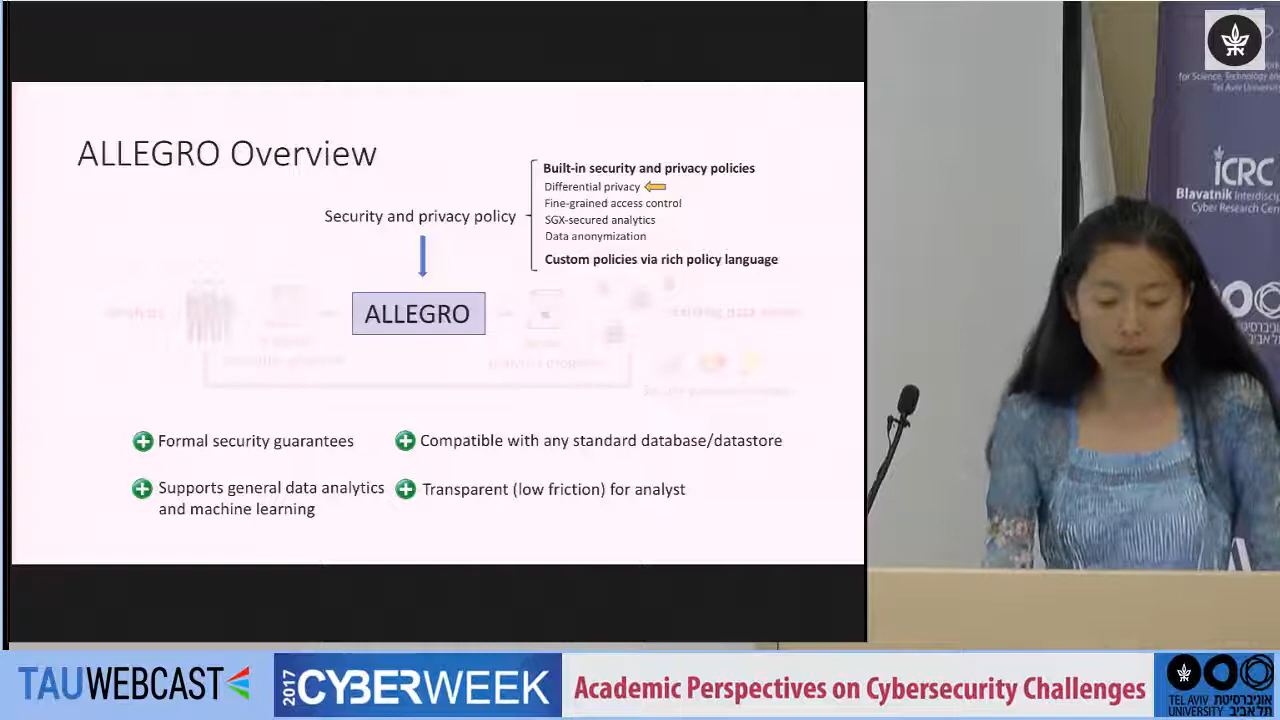 ALLEGRO Overview
Security and privacy policy
Built-in security and privacy policies
Differential privacy
Fine-grained access control
SGX-secured analytics
Data anonymization
Custom policies via rich policy language
ALLEGRO
Formal security guarantees
Compatible with any standard database/datastore
Supports general data analytics
and machine learning
Transparent (low friction) for analyst
for Science, Technology
Tel Aviv University
ICRC
Blavatnik
Cyber Research
TAUWEBCAST
2017
CYBERWEEK
Academic Perspectives on Cybersecurity Challenges
TEL AVIV אוניברסיטת
UNIVERSITY תל אביב